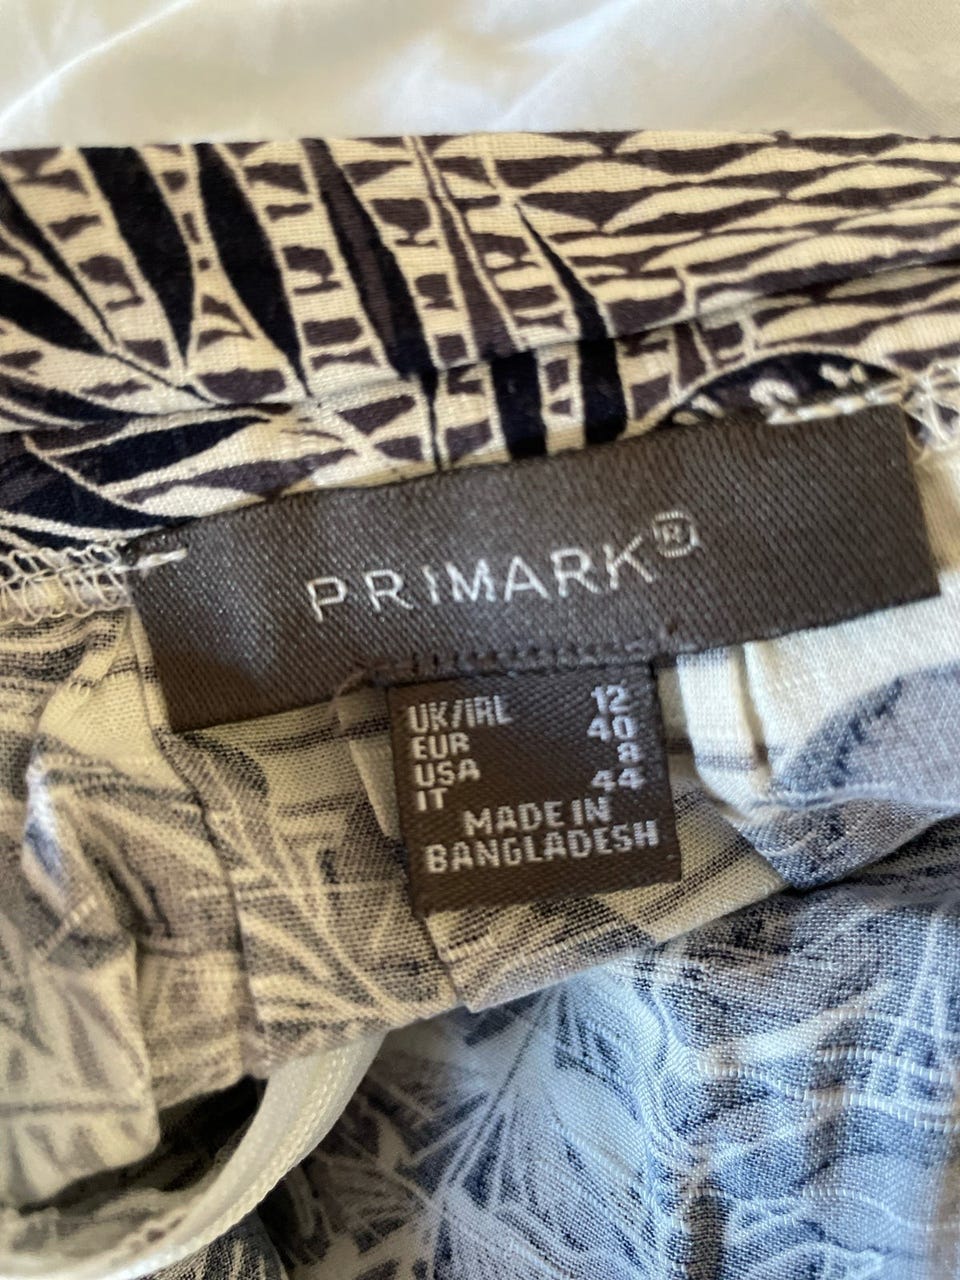 PRIMARK®
UK/IRL 12
EUR 40
USA 8
IT 44
MADE IN
BANGLADESH